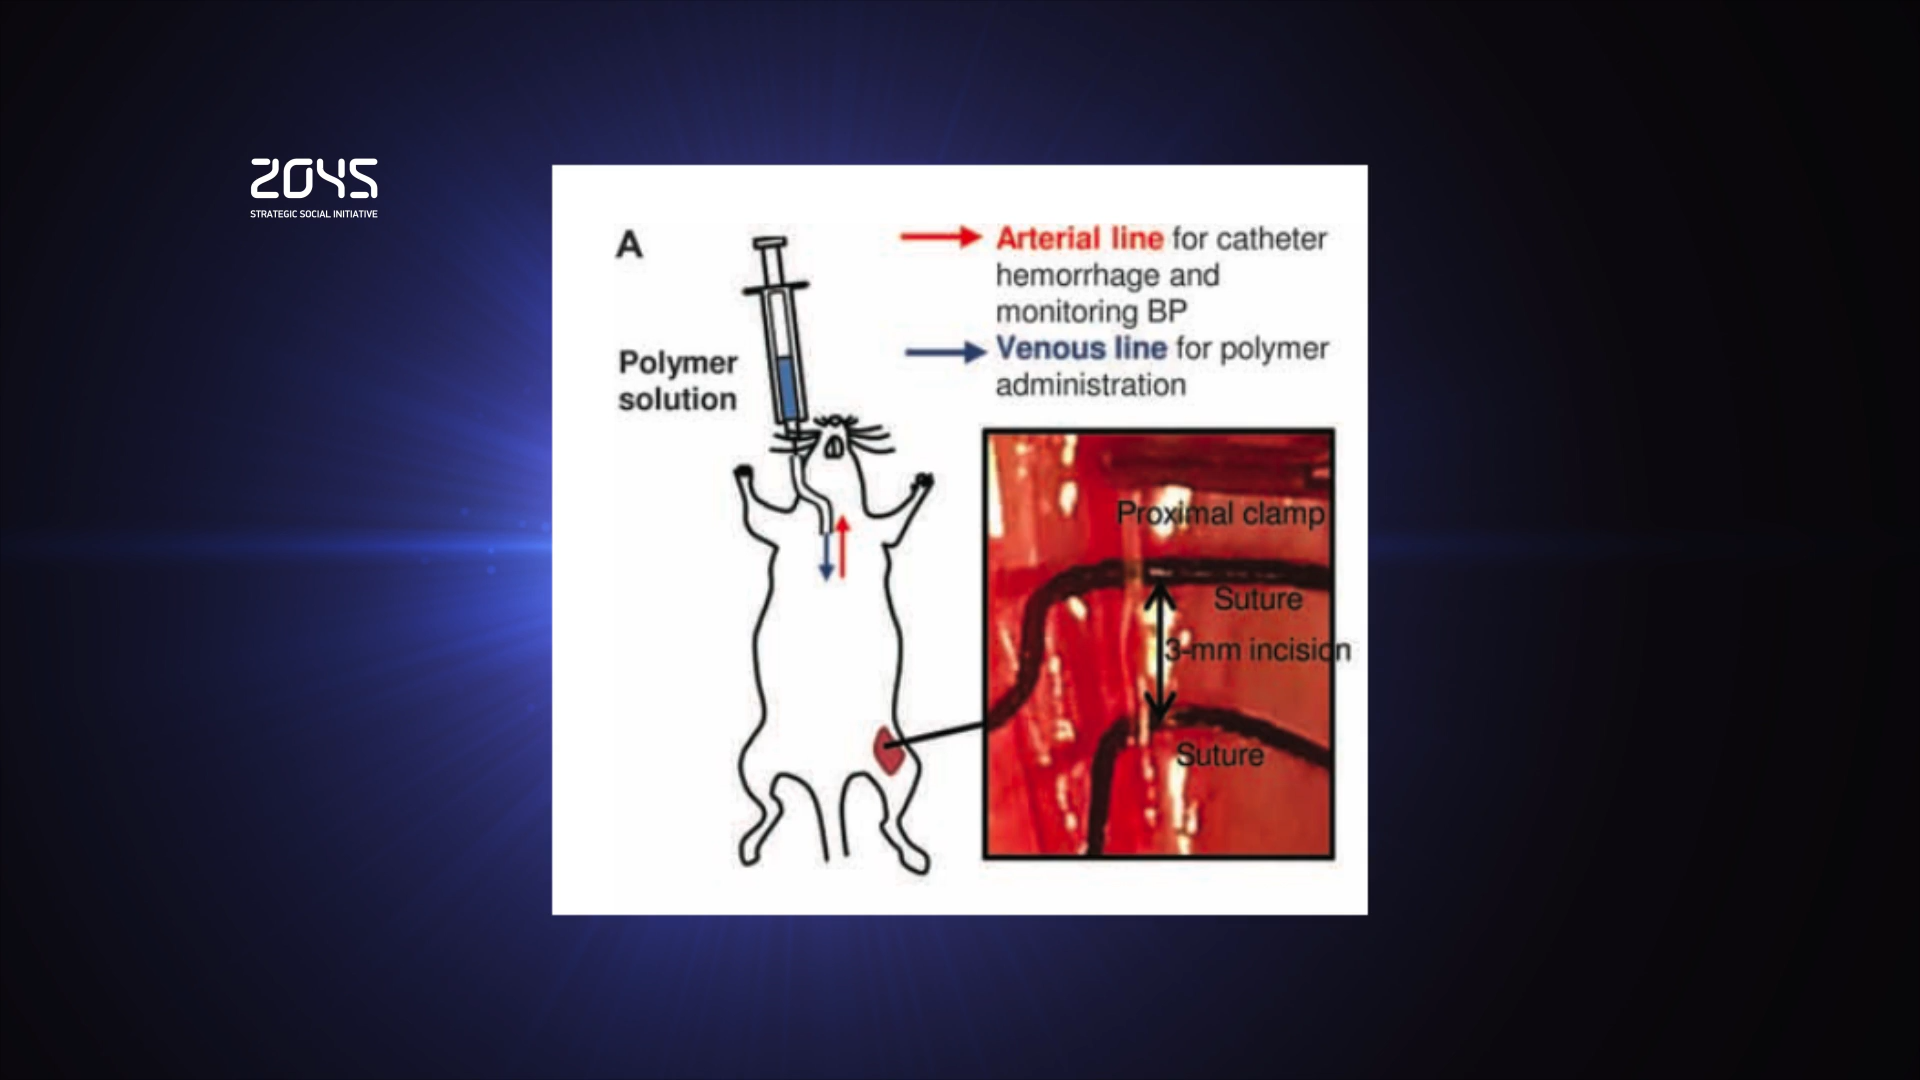 2045
STRATEGIC SOCIAL INITIATIVE
A
Arterial line for catheter
hemorrhage and
monitoring BP
Venous line for polymer
administration
Polymer
solution
Proximal clamp
Suture
3-mm incision
Suture